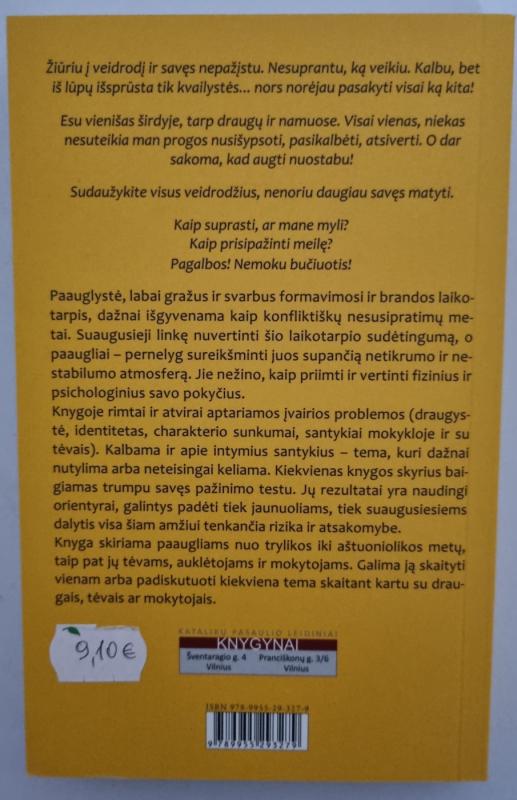 Žiūriu į veidrodį ir savęs nepažįstu. Nesuprantu, ką veikiu. Kalbu, bet
iš lūpų išsprūsta tik kvailystės... nors norėjau pasakyti visai ką kita!
Esu vienišas širdyje, tarp draugų ir namuose. Visai vienas, niekas
nesuteikia man progos nusišypsoti, pasikalbėti, atsiverti. O dar
sakoma, kad augti nuostabu!
Sudaužykite visus veidrodžius, nenoriu daugiau savęs matyti.
Kaip suprasti, ar mane myli?
Kaip prisipažinti meilę?
Pagalbos! Nemoku bučiuotis!
Paauglystė, labai gražus ir svarbus formavimosi ir brandos laiko-
tarpis, dažnai išgyvenama kaip konfliktiškų nesusipratimų me-
tai. Suaugusieji linkę nuvertinti šio laikotarpio sudėtingumą, o
paaugliai – pernelyg sureikšminti juos supančią netikrumo ir ne-
stabilumo atmosferą. Jie nežino, kaip priimti ir vertinti fizinius ir
psichologinius savo pokyčius.
Knygoje rimtai ir atvirai aptariamos įvairios problemos (draugys-
tė, identitetas, charakterio sunkumai, santykiai mokykloje ir su
tėvais). Kalbama ir apie intymius santykius – tema, kuri dažnai
nutylima arba neteisingai keliama. Kiekvienas knygos skyrius bai-
giamas trumpu savęs pažinimo testu. Jų rezultatai yra naudingi
orientyrai, galintys padėti tiek jaunuoliams, tiek suaugusiesiems
dalytis visa šiam amžiui tenkančia rizika ir atsakomybe.
Knyga skiriama paaugliams nuo trylikos iki aštuoniolikos metų,
taip pat jų tėvams, auklėtojams ir mokytojams. Galima ją skaityti
vienam arba padiskutuoti kiekviena tema skaitant kartu su drau-
gais, tėvais ar mokytojais.
9,10€
KATALIKŲ PASAULIO LEIDINIAI
KNYGYNAI
Šventaragio g. 4 Pranciškonų g. 3/6
Vilnius Vilnius
ISBN 978-9955-29-327-9
9 789955 293279